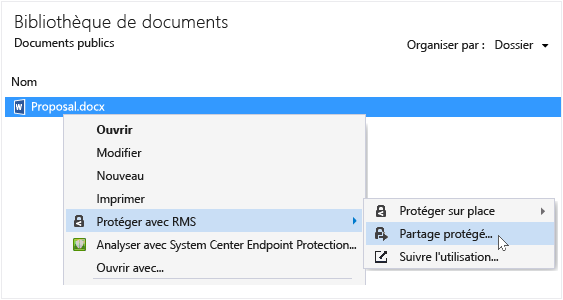 Bibliothèque de documents
Documents publics
Organiser par : Dossier
Nom
Proposal.docx
Ouvrir
Modifier
Nouveau
Imprimer
Protéger avec RMS
Protéger sur place
Partage protégé...
Suivre l'utilisation...
Analyser avec System Center Endpoint Protection...
Ouvrir avec...